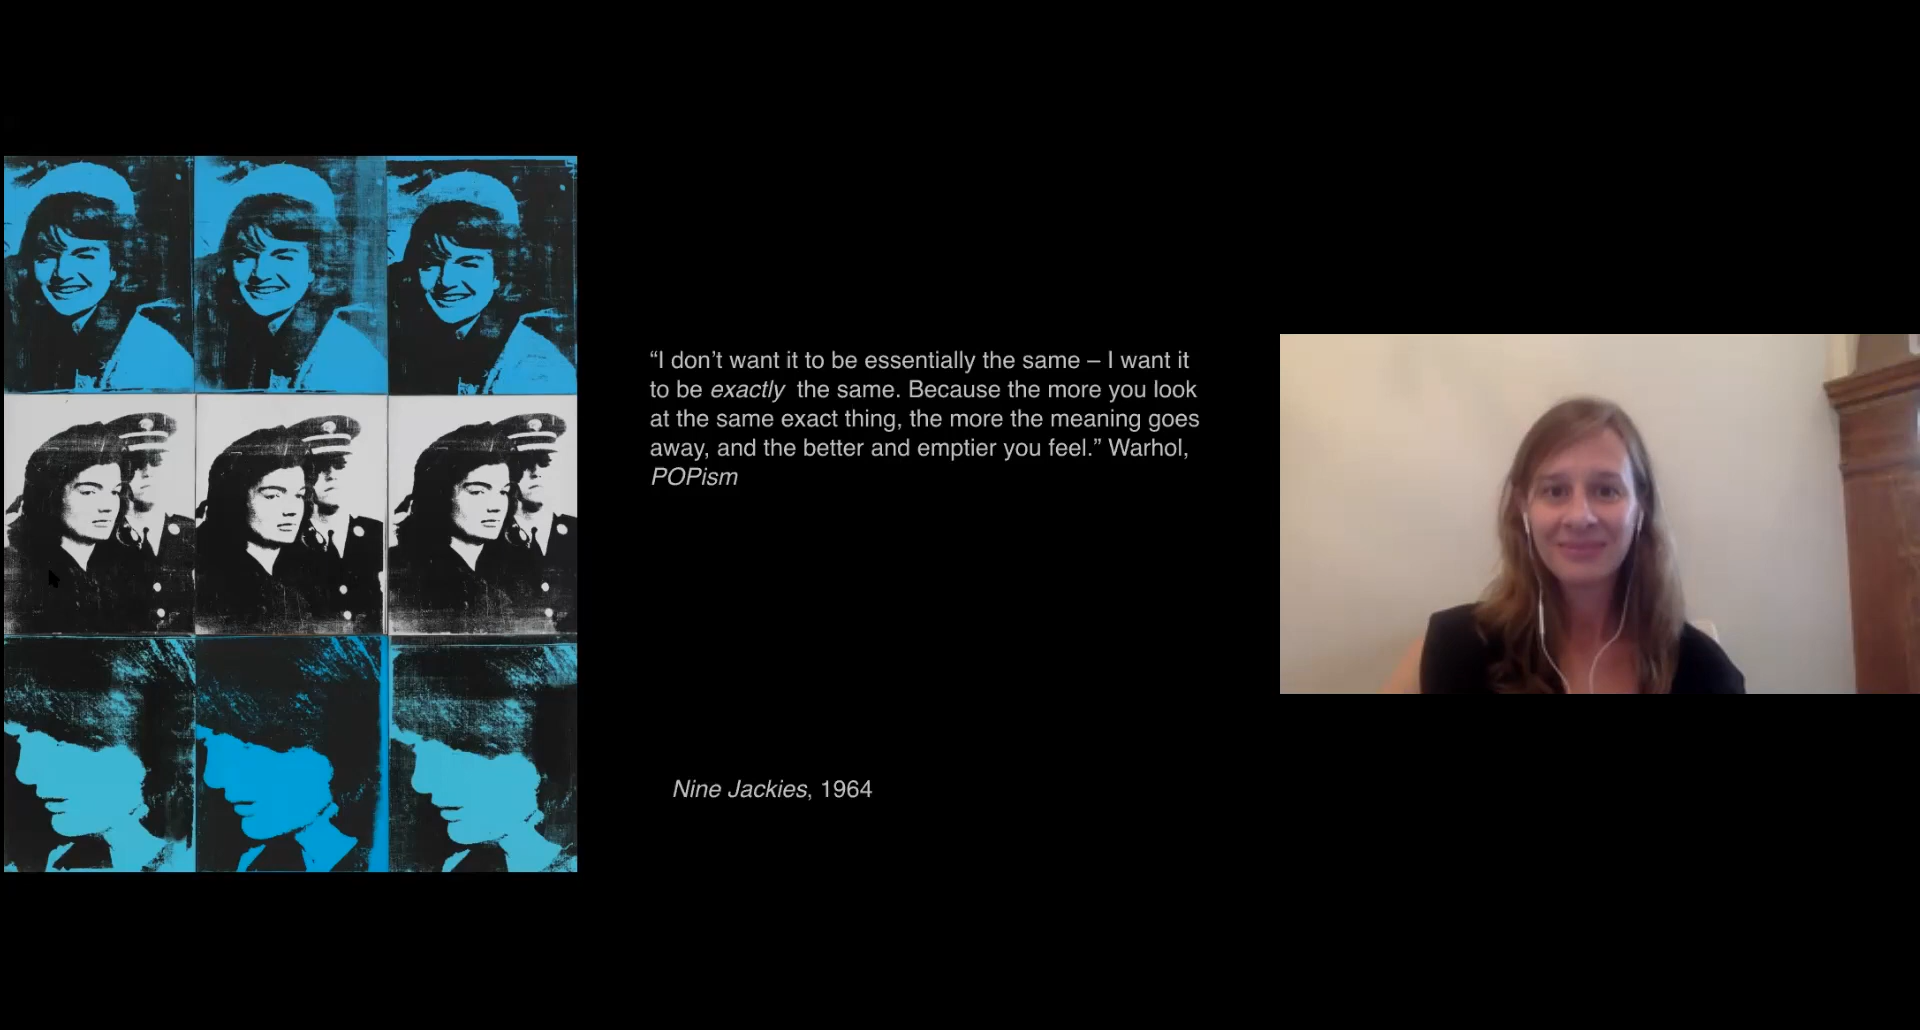 “I don’t want it to be essentially the same – I want it
to be exactly the same. Because the more you look
at the same exact thing, the more the meaning goes
away, and the better and emptier you feel.” Warhol,
POPism
Nine Jackies, 1964